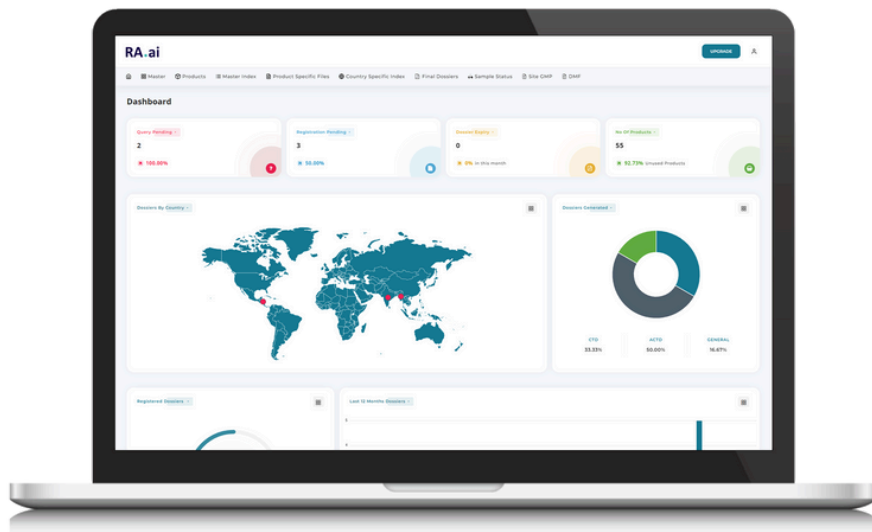 RA.ai
UPGRADE
Master
Products
Master Index
Product Specific Files
Country Specific Index
Final Dossiers
Sample Status
Site GMP
DMF
Dashboard
Query Pending
2
100.00%
Registration Pending
3
50.00%
Dossier Expiry
0
0% in this month
No Of Products
55
92.73% Unused Products
Dossiers By Country
Dossiers Generated
CTD
ACTD
GENERAL
33.33%
50.00%
16.67%
Registered Dossiers
Last 12 Months Dossiers